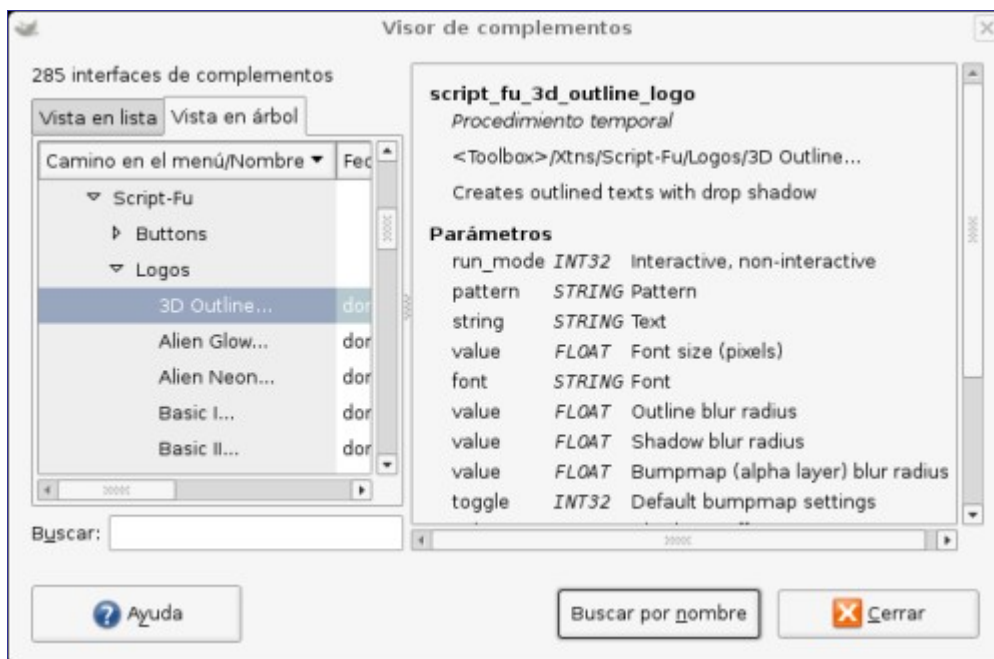 Visor de complementos
285 interfaces de complementos
Vista en lista
Vista en árbol
Camino en el menú/Nombre
Script-Fu
Buttons
Logos
3D Outline...
Alien Glow...
Alien Neon...
Basic I...
Basic II...
Buscar:
script_fu_3d_outline_logo
Procedimiento temporal
<Toolbox>/Xtns/Script-Fu/Logos/3D Outline...
Creates outlined texts with drop shadow
Parámetros
run_mode INT32 Interactive, non-interactive
pattern STRING Pattern
string STRING Text
value FLOAT Font size (pixels)
font STRING Font
value FLOAT Outline blur radius
value FLOAT Shadow blur radius
value FLOAT Bumpmap (alpha layer) blur radius
toggle INT32 Default bumpmap settings
Ayuda
Buscar por nombre
Cerrar